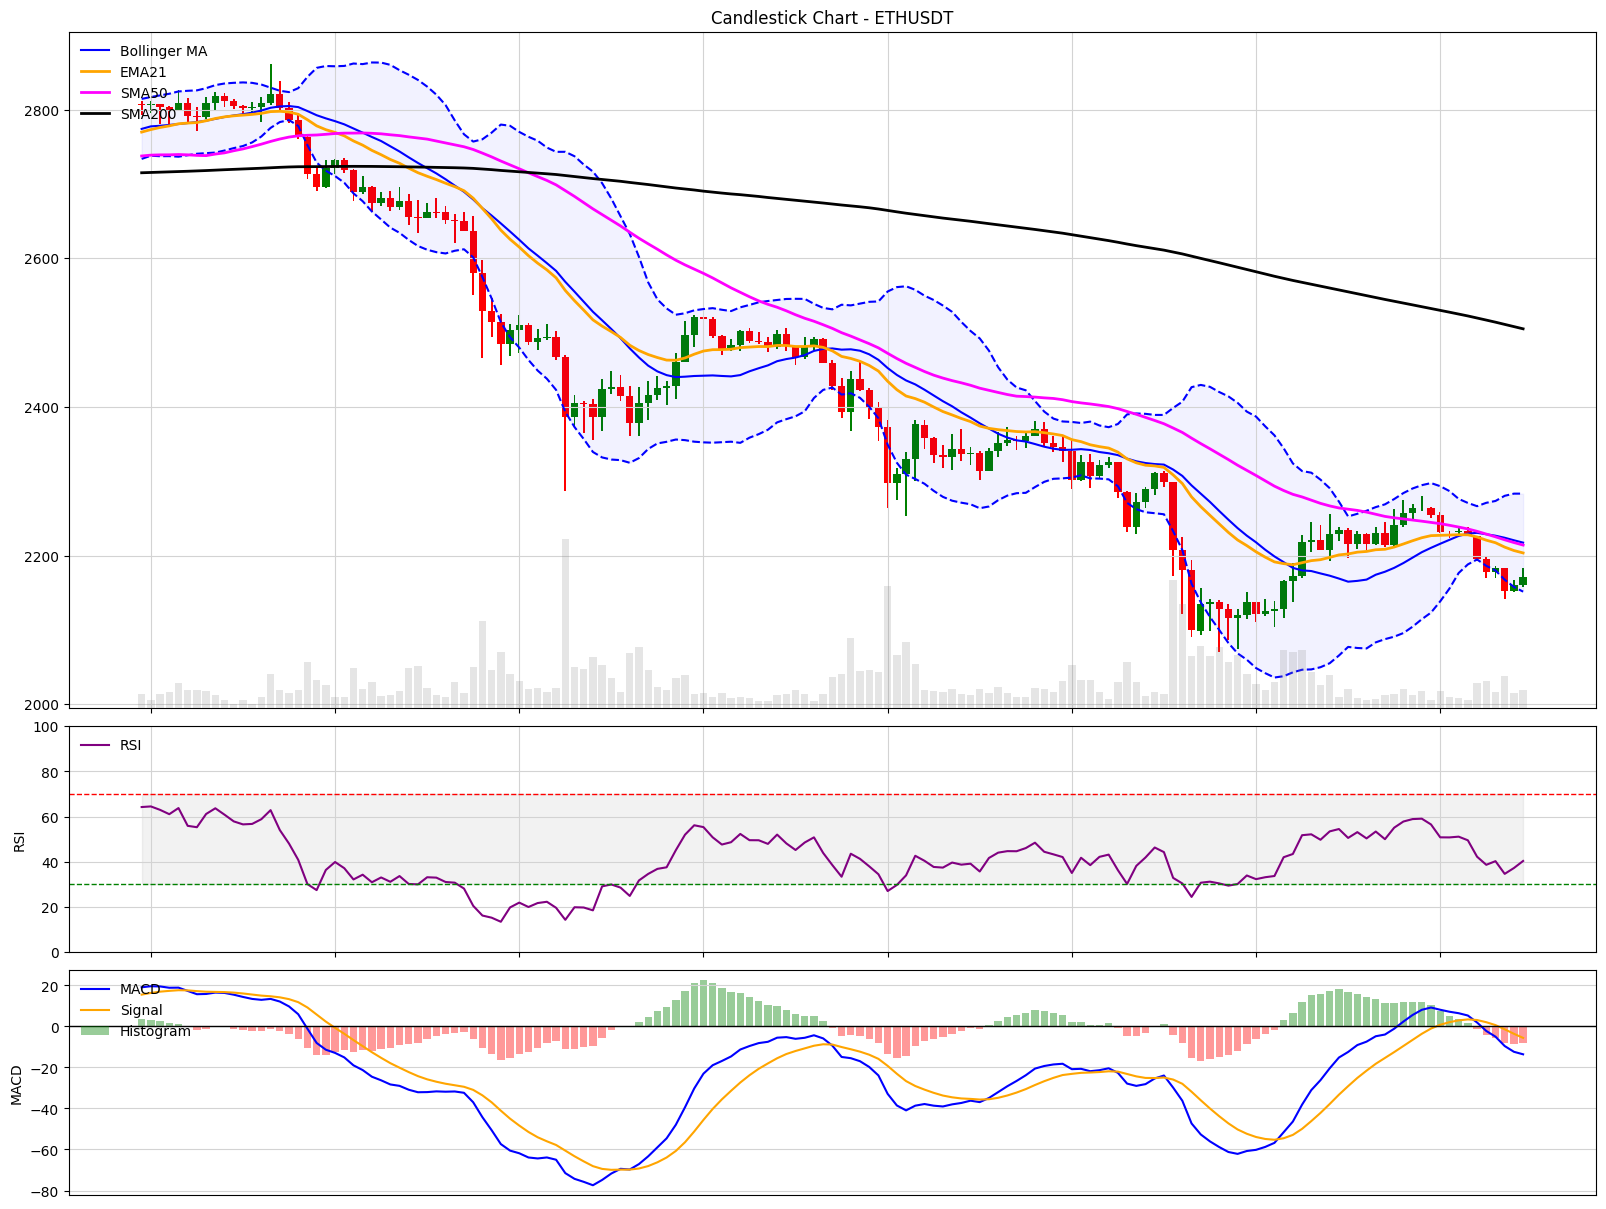 Candlestick Chart - ETHUSDT
Bollinger MA
EMA21
SMA50
SMA200
2800
2600
2400
2200
2000
100
80
60
40
20
0
RSI
RSI
20
0
−20
−40
−60
−80
MACD
MACD
Signal
Histogram